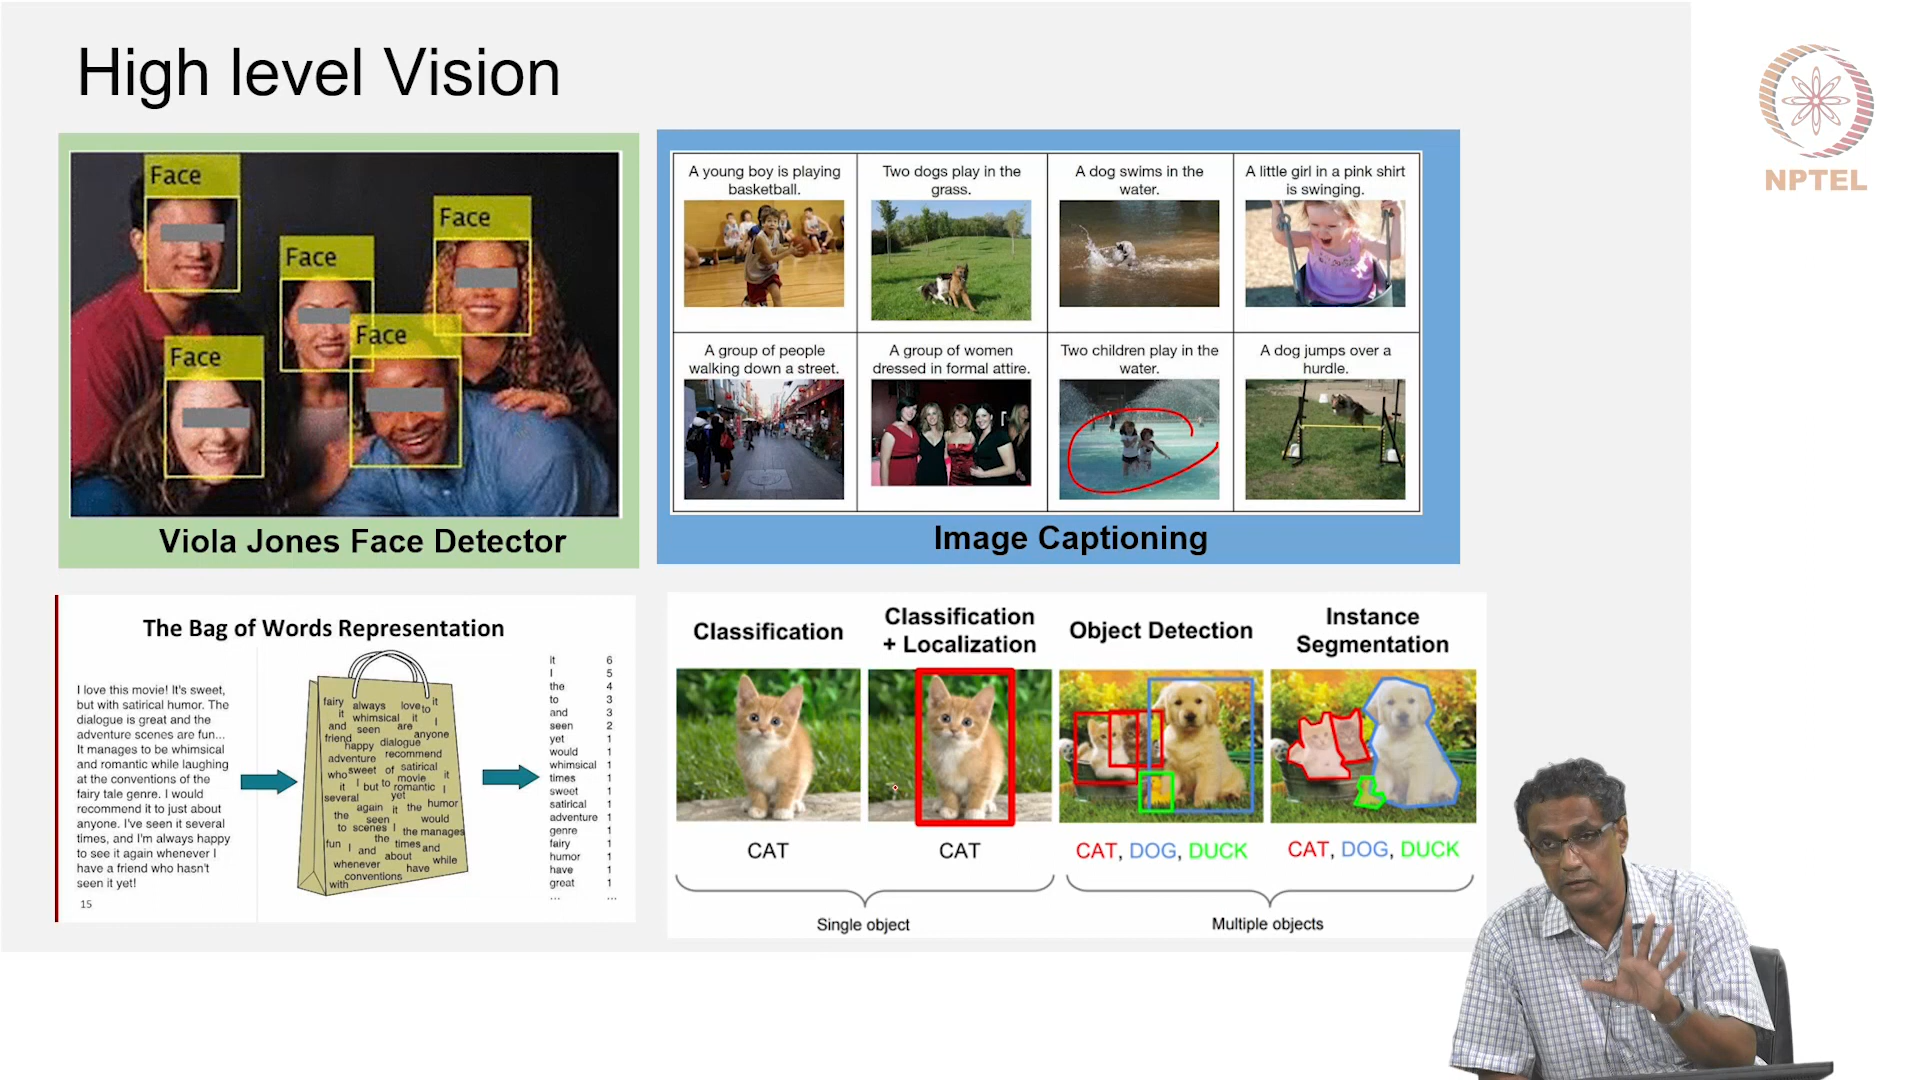 High level Vision
NPTEL
Face
Face
Face
Face
Face
Viola Jones Face Detector
A young boy is playing
basketball.
Two dogs play in the
grass.
A dog swims in the
water.
A little girl in a pink shirt
is swinging.
A group of people
walking down a street.
A group of women
dressed in formal attire.
Two children play in the
water.
A dog jumps over a
hurdle.
Image Captioning
The Bag of Words Representation
I love this movie! It's sweet,
but with satirical humor. The
dialogue is great and the
adventure scenes are fun...
It manages to be whimsical
and romantic while laughing
at the conventions of the
fairy tale genre. I would
recommend it to just about
anyone. I've seen it several
times, and I'm always happy
to see it again whenever I
have a friend who hasn't
seen it yet!
15
fairy always love to it
it whimsical it I
and seen are anyone
friend happy dialogue
adventure recommend
who sweet of satirical
it I but to movie romantic I it
several yet
again it the humor
the seen would
to scenes I the manages
fun I and the times and
whenever about while
have
conventions
with
it 6
I 5
the 4
to 3
and 3
seen 2
yet 1
would 1
whimsical 1
times 1
sweet 1
satirical 1
adventure 1
genre 1
fairy 1
humor 1
have 1
great 1
... ...
Classification
Classification
+ Localization
Object Detection
Instance
Segmentation
CAT
CAT
CAT, DOG, DUCK
CAT, DOG, DUCK
Single object
Multiple objects